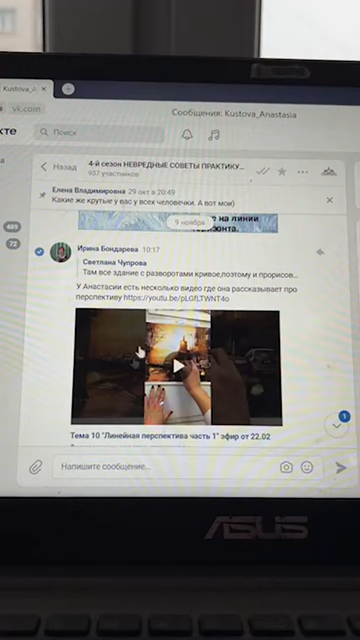 Kustova_A
vk.com
Сообщения: Kustova_Anastasia
кте
Поиск
Назад
4-й сезон НЕВРЕДНЫЕ СОВЕТЫ ПРАКТИКУ...
937 участников
Елена Владимировна 29 окт в 20:49
Какие же крутые у вас у всех человечки. А вот мои)
е на линии
9 ноября
489
72
Ирина Бондарева 10:17
Светлана Чупрова
Там все здание с разворотами кривое,поэтому и прорисов...
У Анастасии есть несколько видео где она рассказывает про
перспективу https://youtu.be/pLGfLTWNT4o
1
Тема 10 "Линейная перспектива часть 1" эфир от 22.02
Напишите сообщение...
ASUS